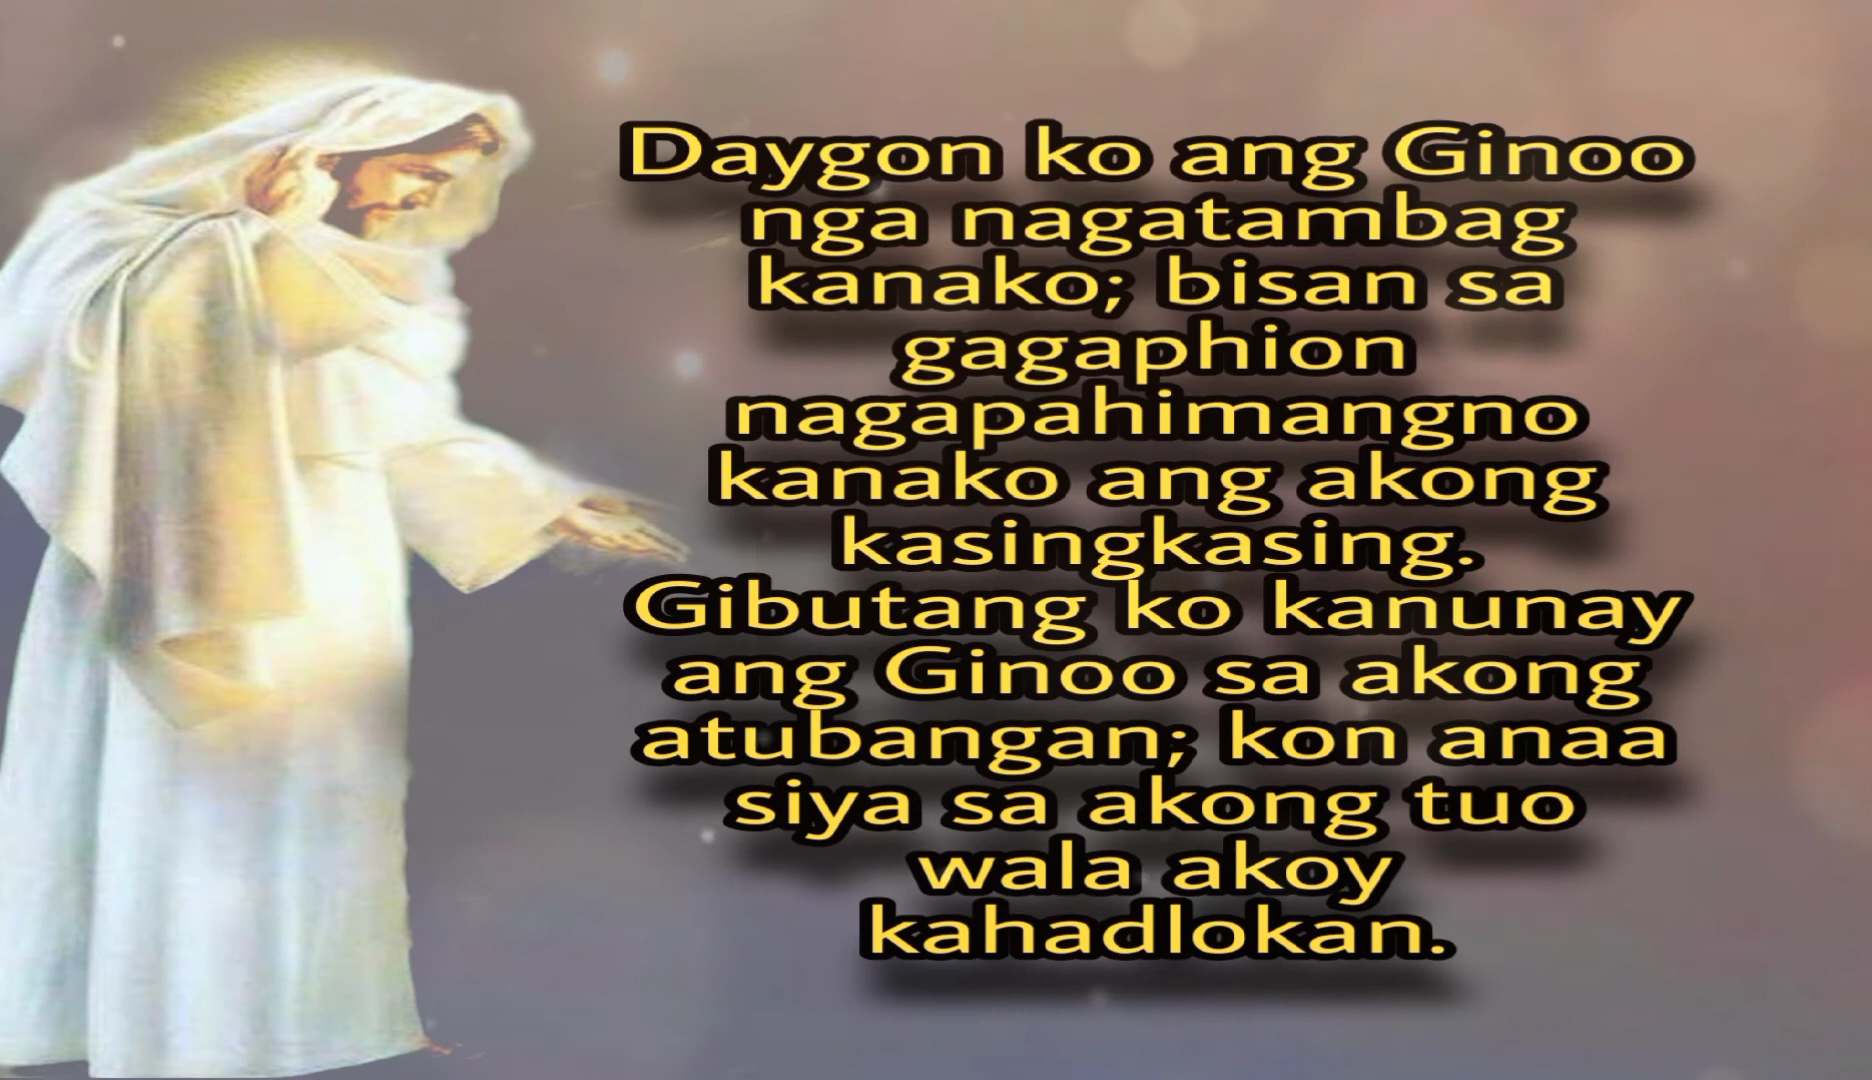 Daygon ko ang Ginoo
nga nagatambag
kanako; bisan sa
gagaphion
nagapahimangno
kanako ang akong
kasingkasing.
Gibutang ko kanunay
ang Ginoo sa akong
atubangan; kon anaa
siya sa akong tuo
wala akoy
kahadlokan.